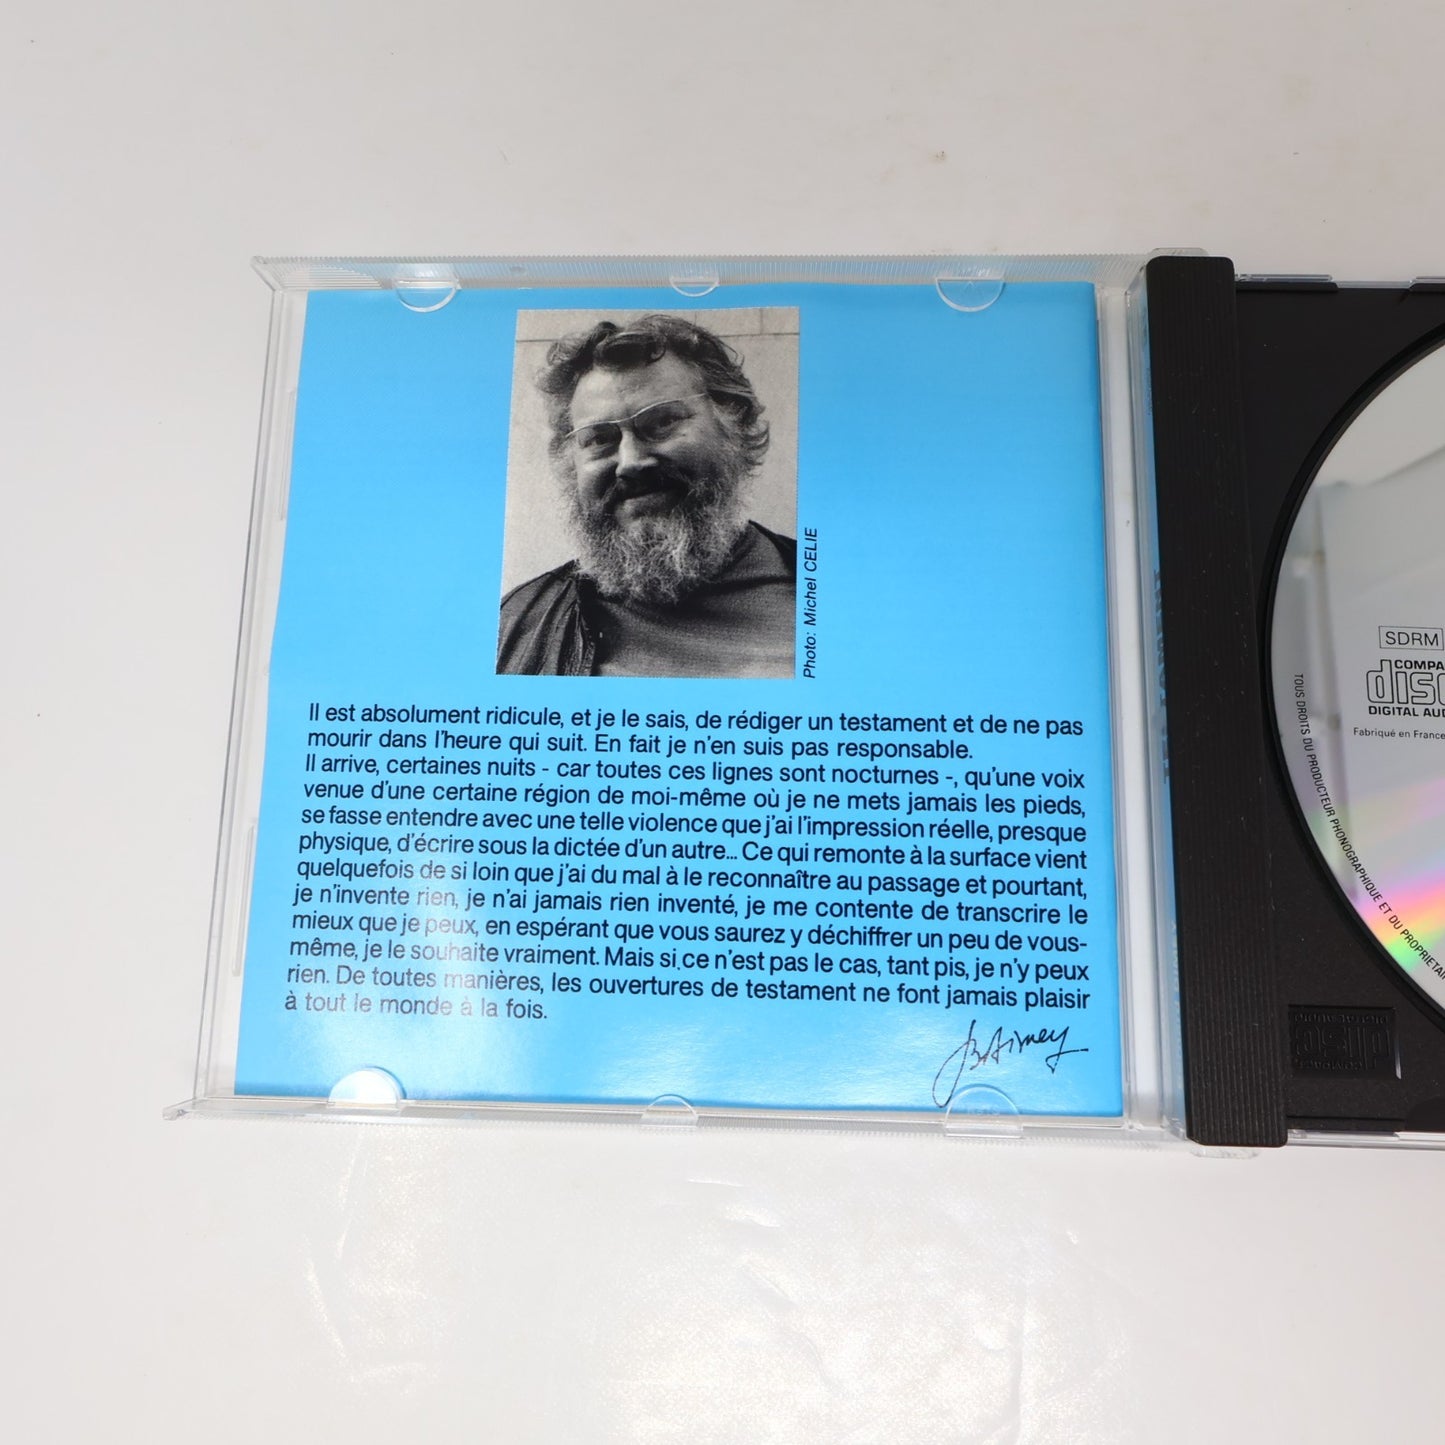 Photo: Michel CELIE
Il est absolument ridicule, et je le sais, de rédiger un testament et de ne pas
mourir dans l'heure qui suit. En fait je n'en suis pas responsable.
Il arrive, certaines nuits - car toutes ces lignes sont nocturnes -, qu'une voix
venue d'une certaine région de moi-même où je ne mets jamais les pieds,
se fasse entendre avec une telle violence que j'ai l'impression réelle, presque
physique, d'écrire sous la dictée d'un autre... Ce qui remonte à la surface vient
quelquefois de si loin que j'ai du mal à le reconnaître au passage et pourtant,
je n'invente rien, je n'ai jamais rien inventé, je me contente de transcrire le
mieux que je peux, en espérant que vous saurez y déchiffrer un peu de vous-
même, je le souhaite vraiment. Mais si ce n'est pas le cas, tant pis, je n'y peux
rien. De toutes manières, les ouvertures de testament ne font jamais plaisir
à tout le monde à la fois.
SDRM
COMPA
disc
DIGITAL AUD
Fabriqué en France
TOUS DROITS DU PRODUCTEUR PHONOGRAPHIQUE ET DU PROPRIETAI